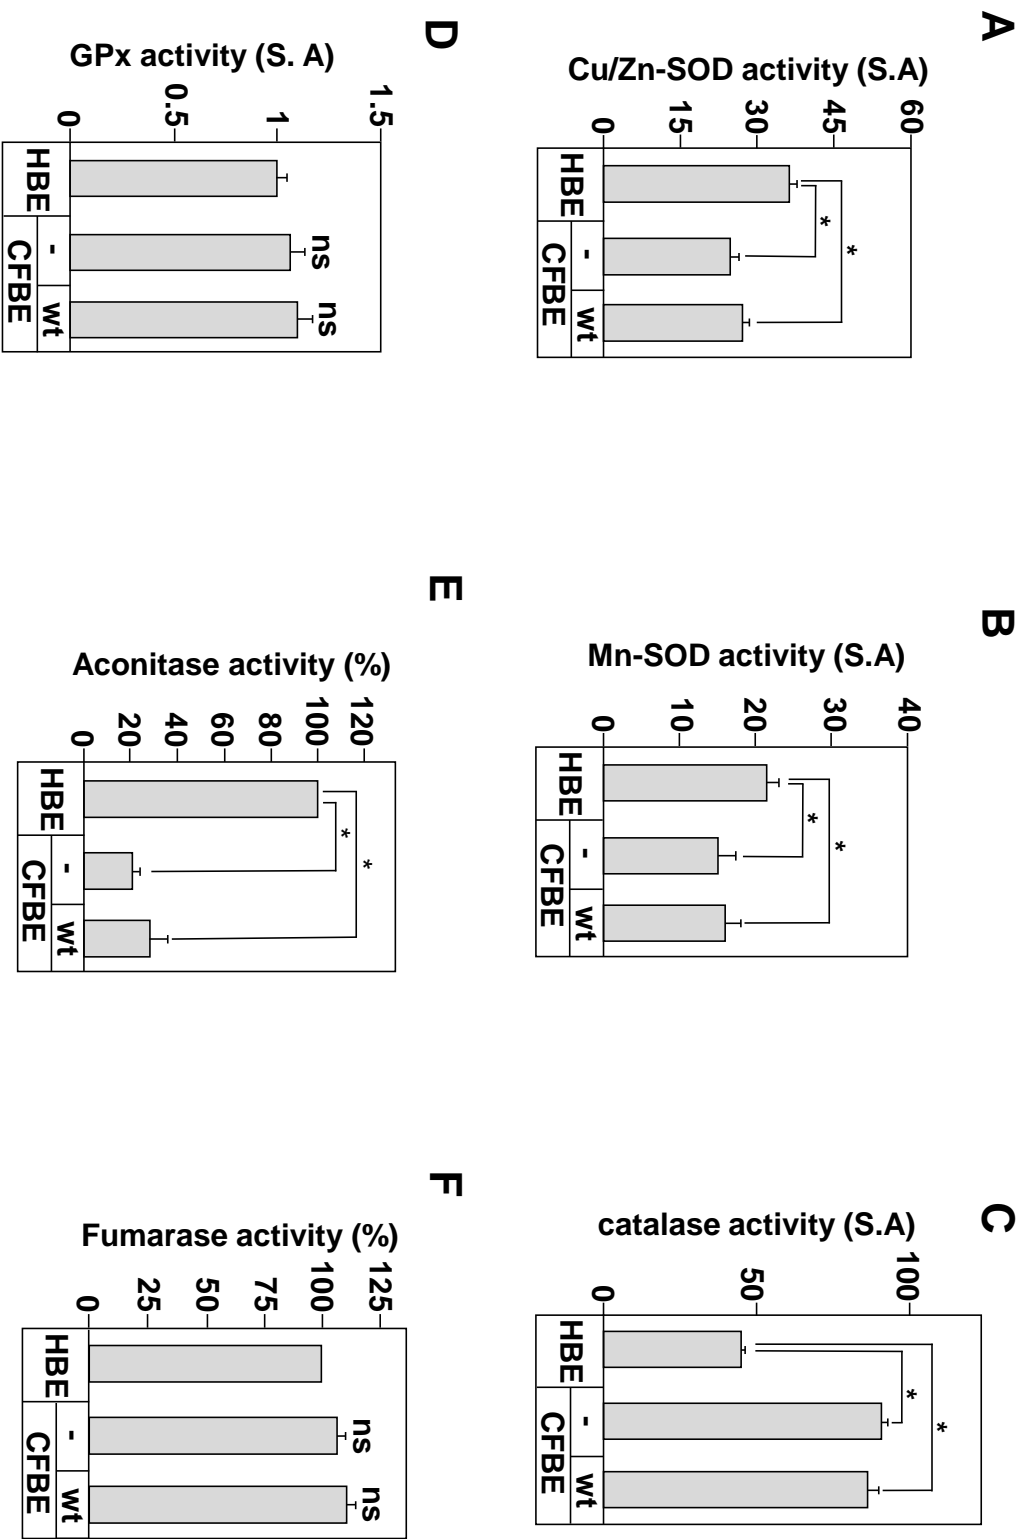 A
Cu/Zn-SOD activity (S.A)
60
45
30
15
0
*
*
HBE
-
wt
CFBE
B
Mn-SOD activity (S.A)
40
30
20
10
0
*
*
HBE
-
wt
CFBE
C
catalase activity (S.A)
100
50
0
*
*
HBE
-
wt
CFBE
D
GPx activity (S. A)
1.5
1
0.5
0
ns
ns
HBE
-
wt
CFBE
E
Aconitase activity (%)
120
100
80
60
40
20
0
*
*
HBE
-
wt
CFBE
F
Fumarase activity (%)
125
100
75
50
25
0
ns
ns
HBE
-
wt
CFBE